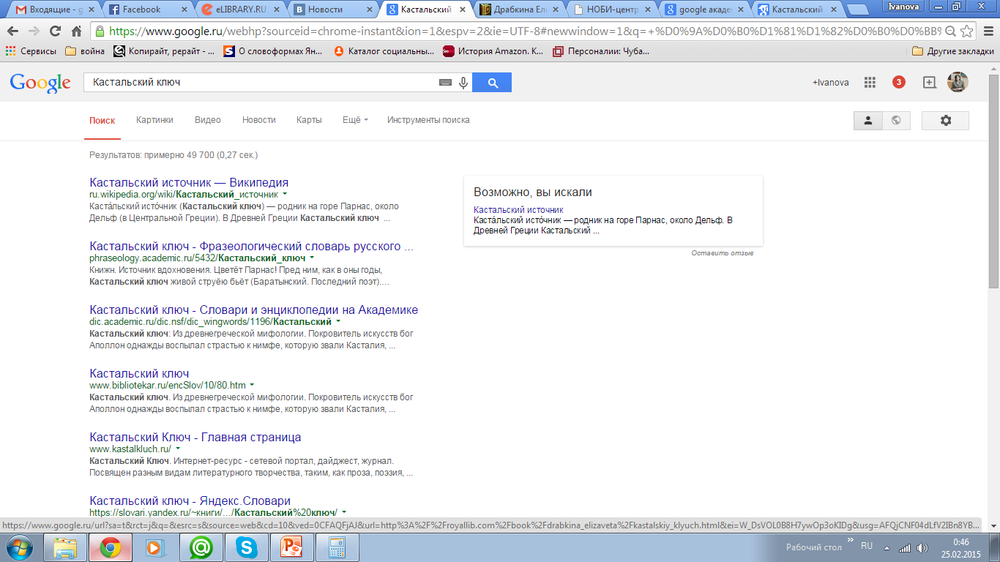 Входящие - g
Facebook
eLIBRARY.RU
Новости
Кастальский
Драбкина Ел
НОБИ-центр
google акаде
Кастальский
Ivanova
https://www.google.ru/webhp?sourceid=chrome-instant&ion=1&espv=2&ie=UTF-8#newwindow=1&q=+%D0%9A%D0%B0%D1%81%D1%82%D0%B0%D0%BB%
Сервисы
война
Копирайт, рерайт - ...
О словоформах Ян...
Каталог социальны...
История Amazon. К...
Персоналии: Чуба...
Другие закладки
Google
Кастальский ключ
+Ivanova
3
Поиск
Картинки
Видео
Новости
Карты
Ещё
Инструменты поиска
Результатов: примерно 49 700 (0,27 сек.)
Кастальский источник — Википедия
ru.wikipedia.org/wiki/Кастальский_источник
Каста́льский исто́чник (Кастальский ключ) — родник на горе Парнас, около
Дельф (в Центральной Греции). В Древней Греции Кастальский ключ ...
Возможно, вы искали
Кастальский источник
Каста́льский исто́чник — родник на горе Парнас, около Дельф. В
Древней Греции Кастальский ...
Оставить отзыв
Кастальский ключ - Фразеологический словарь русского ...
phraseology.academic.ru/5432/Кастальский_ключ
Книжн. Источник вдохновения. Цветёт Парнас! Пред ним, как в оны годы,
Кастальский ключ живой струёю бьёт (Баратынский. Последний поэт)....
Кастальский ключ - Словари и энциклопедии на Академике
dic.academic.ru/dic.nsf/dic_wingwords/1196/Кастальский
Кастальский ключ: Из древнегреческой мифологии. Покровитель искусств бог
Аполлон однажды воспылал страстью к нимфе, которую звали Касталия, ...
Кастальский ключ
www.bibliotekar.ru/encSlov/10/80.htm
Кастальский ключ. Из древнегреческой мифологии. Покровитель искусств бог
Аполлон однажды воспылал страстью к нимфе, которую звали Касталия, ...
Кастальский Ключ - Главная страница
www.kastalkluch.ru/
Кастальский Ключ. Интернет-ресурс - сетевой портал, дайджест, журнал.
Посвящен разным видам литературного творчества, таким, как проза, поэзия, ...
Кастальский ключ - Яндекс.Словари
https://slovari.yandex.ru/~книги/.../Кастальский%20ключ/
https://www.google.ru/url?sa=t&rct=j&q=&esrc=s&source=web&cd=10&ved=0CFAQFjAJ&url=http%3A%2F%2Froyallib.com%2Fbook%2Fdrabkina_elizaveta%2Fkastalskiy_klyuch.html&ei=W_DsVOL0B8H7ywOp3oKIDg&usg=AFQjCNF04dLfV2IBn8YB...
Рабочий стол
RU
0:46
25.02.2015